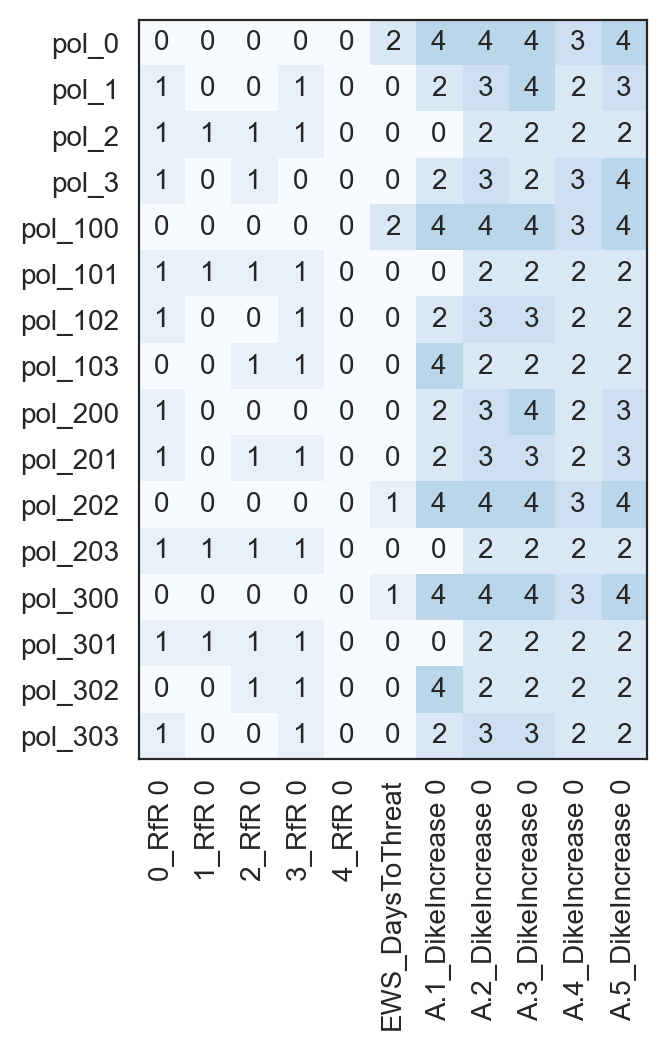 pol_0 0 0 0 0 0 2 4 4 4 3 4
pol_1 1 0 0 1 0 0 2 3 4 2 3
pol_2 1 1 1 1 0 0 0 2 2 2 2
pol_3 1 0 1 0 0 0 2 3 2 3 4
pol_100 0 0 0 0 0 2 4 4 4 3 4
pol_101 1 1 1 1 0 0 0 2 2 2 2
pol_102 1 0 0 1 0 0 2 3 3 2 2
pol_103 0 0 1 1 0 0 4 2 2 2 2
pol_200 1 0 0 0 0 0 2 3 4 2 3
pol_201 1 0 1 1 0 0 2 3 3 2 3
pol_202 0 0 0 0 0 1 4 4 4 3 4
pol_203 1 1 1 1 0 0 0 2 2 2 2
pol_300 0 0 0 0 0 1 4 4 4 3 4
pol_301 1 1 1 1 0 0 0 2 2 2 2
pol_302 0 0 1 1 0 0 4 2 2 2 2
pol_303 1 0 0 1 0 0 2 3 3 2 2
0_RfR 0
1_RfR 0
2_RfR 0
3_RfR 0
4_RfR 0
EWS_DaysToThreat
A.1_DikeIncrease 0
A.2_DikeIncrease 0
A.3_DikeIncrease 0
A.4_DikeIncrease 0
A.5_DikeIncrease 0